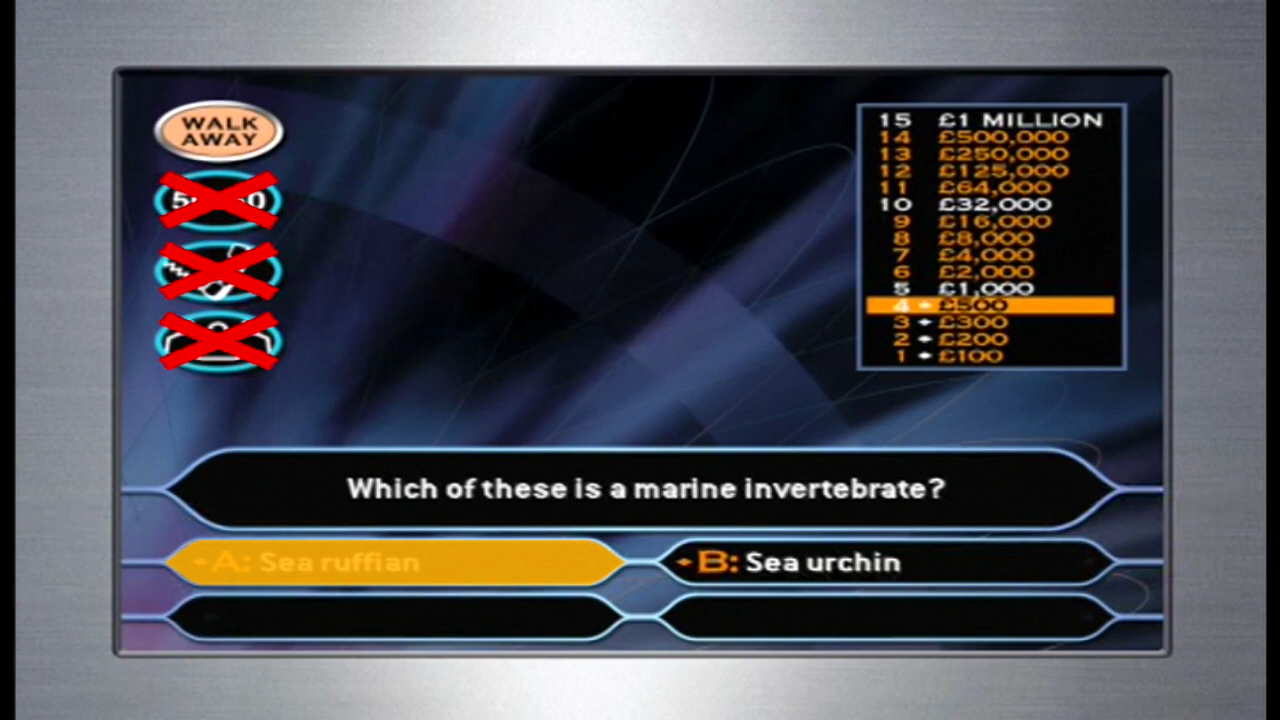 WALK
AWAY
15 £1 MILLION
14 £500,000
13 £250,000
12 £125,000
11 £64,000
10 £32,000
9 £16,000
8 £8,000
7 £4,000
6 £2,000
5 £1,000
4 £500
3 £300
2 £200
1 £100
Which of these is a marine invertebrate?
A: Sea ruffian
B: Sea urchin